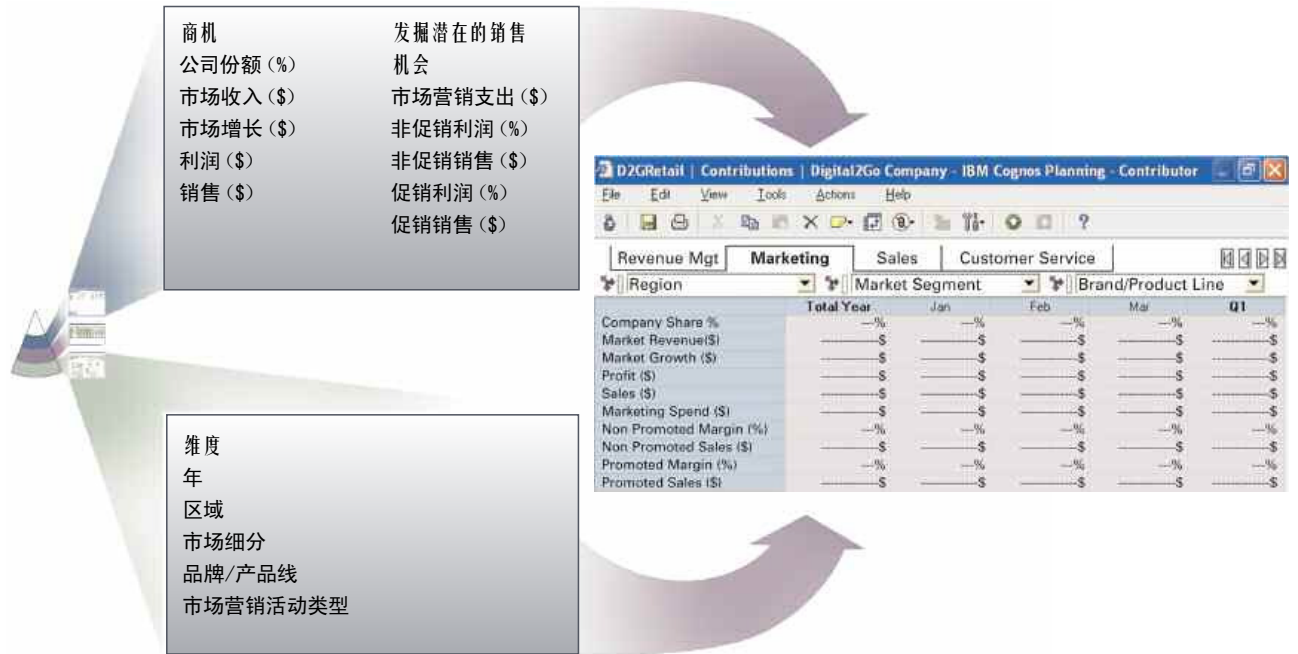 商机
公司份额(%)
市场收入($)
市场增长($)
利润($)
销售($)
发掘潜在的销售
机会
市场营销支出($)
非促销利润(%)
非促销销售($)
促销利润(%)
促销销售($)
D2GRetail | Contributions | Digital2Go Company - IBM Cognos Planning - Contributor
File Edit View Tools Actions Help
Revenue Mgt Marketing Sales Customer Service
Region Market Segment Brand/Product Line
Total Year Jan Feb Mar Q1
Company Share % ---% ---% ---% ---% ---%
Market Revenue($) ------------$ ------------$ ------------$ ------------$ ------------$
Market Growth ($) ------------$ ------------$ ------------$ ------------$ ------------$
Profit ($) ------------$ ------------$ ------------$ ------------$ ------------$
Sales ($) ------------$ ------------$ ------------$ ------------$ ------------$
Marketing Spend ($) ------------$ ------------$ ------------$ ------------$ ------------$
Non Promoted Margin (%) ---% ---% ---% ---% ---%
Non Promoted Sales ($) ------------$ ------------$ ------------$ ------------$ ------------$
Promoted Margin (%) ---% ---% ---% ---% ---%
Promoted Sales ($) ------------$ ------------$ ------------$ ------------$ ------------$
维度
年
区域
市场细分
品牌/产品线
市场营销活动类型